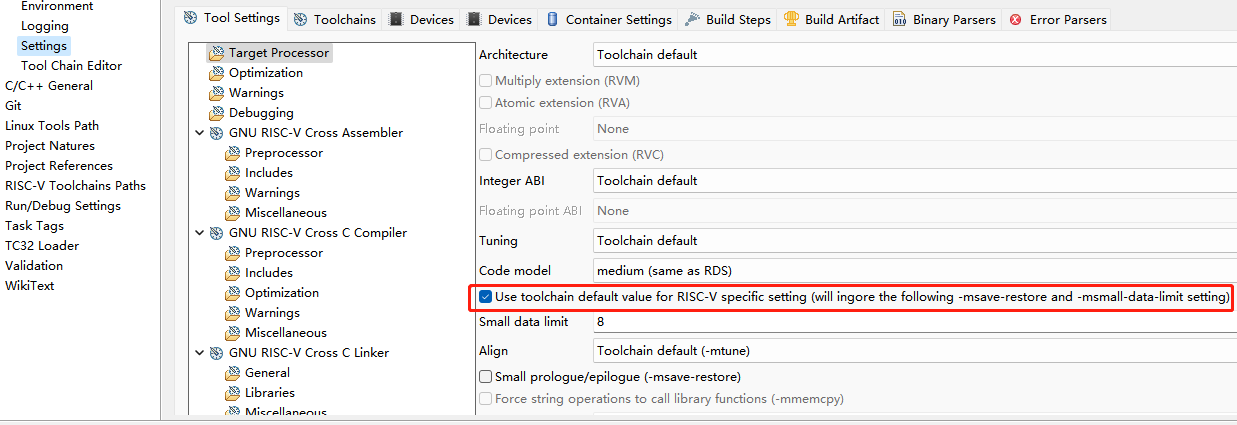 Environment
Logging
Settings
Tool Chain Editor
C/C++ General
Git
Linux Tools Path
Project Natures
Project References
RISC-V Toolchains Paths
Run/Debug Settings
Task Tags
TC32 Loader
Validation
WikiText
Tool Settings Toolchains Devices Devices Container Settings Build Steps Build Artifact Binary Parsers Error Parsers
Target Processor
Optimization
Warnings
Debugging
GNU RISC-V Cross Assembler
Preprocessor
Includes
Warnings
Miscellaneous
GNU RISC-V Cross C Compiler
Preprocessor
Includes
Optimization
Warnings
Miscellaneous
GNU RISC-V Cross C Linker
General
Libraries
Miscellaneous
Architecture Toolchain default
Multiply extension (RVM)
Atomic extension (RVA)
Floating point None
Compressed extension (RVC)
Integer ABI Toolchain default
Floating point ABI None
Tuning Toolchain default
Code model medium (same as RDS)
Use toolchain default value for RISC-V specific setting (will ingore the following -msave-restore and -msmall-data-limit setting)
Small data limit 8
Align Toolchain default (-mtune)
Small prologue/epilogue (-msave-restore)
Force string operations to call library functions (-mmemcpy)